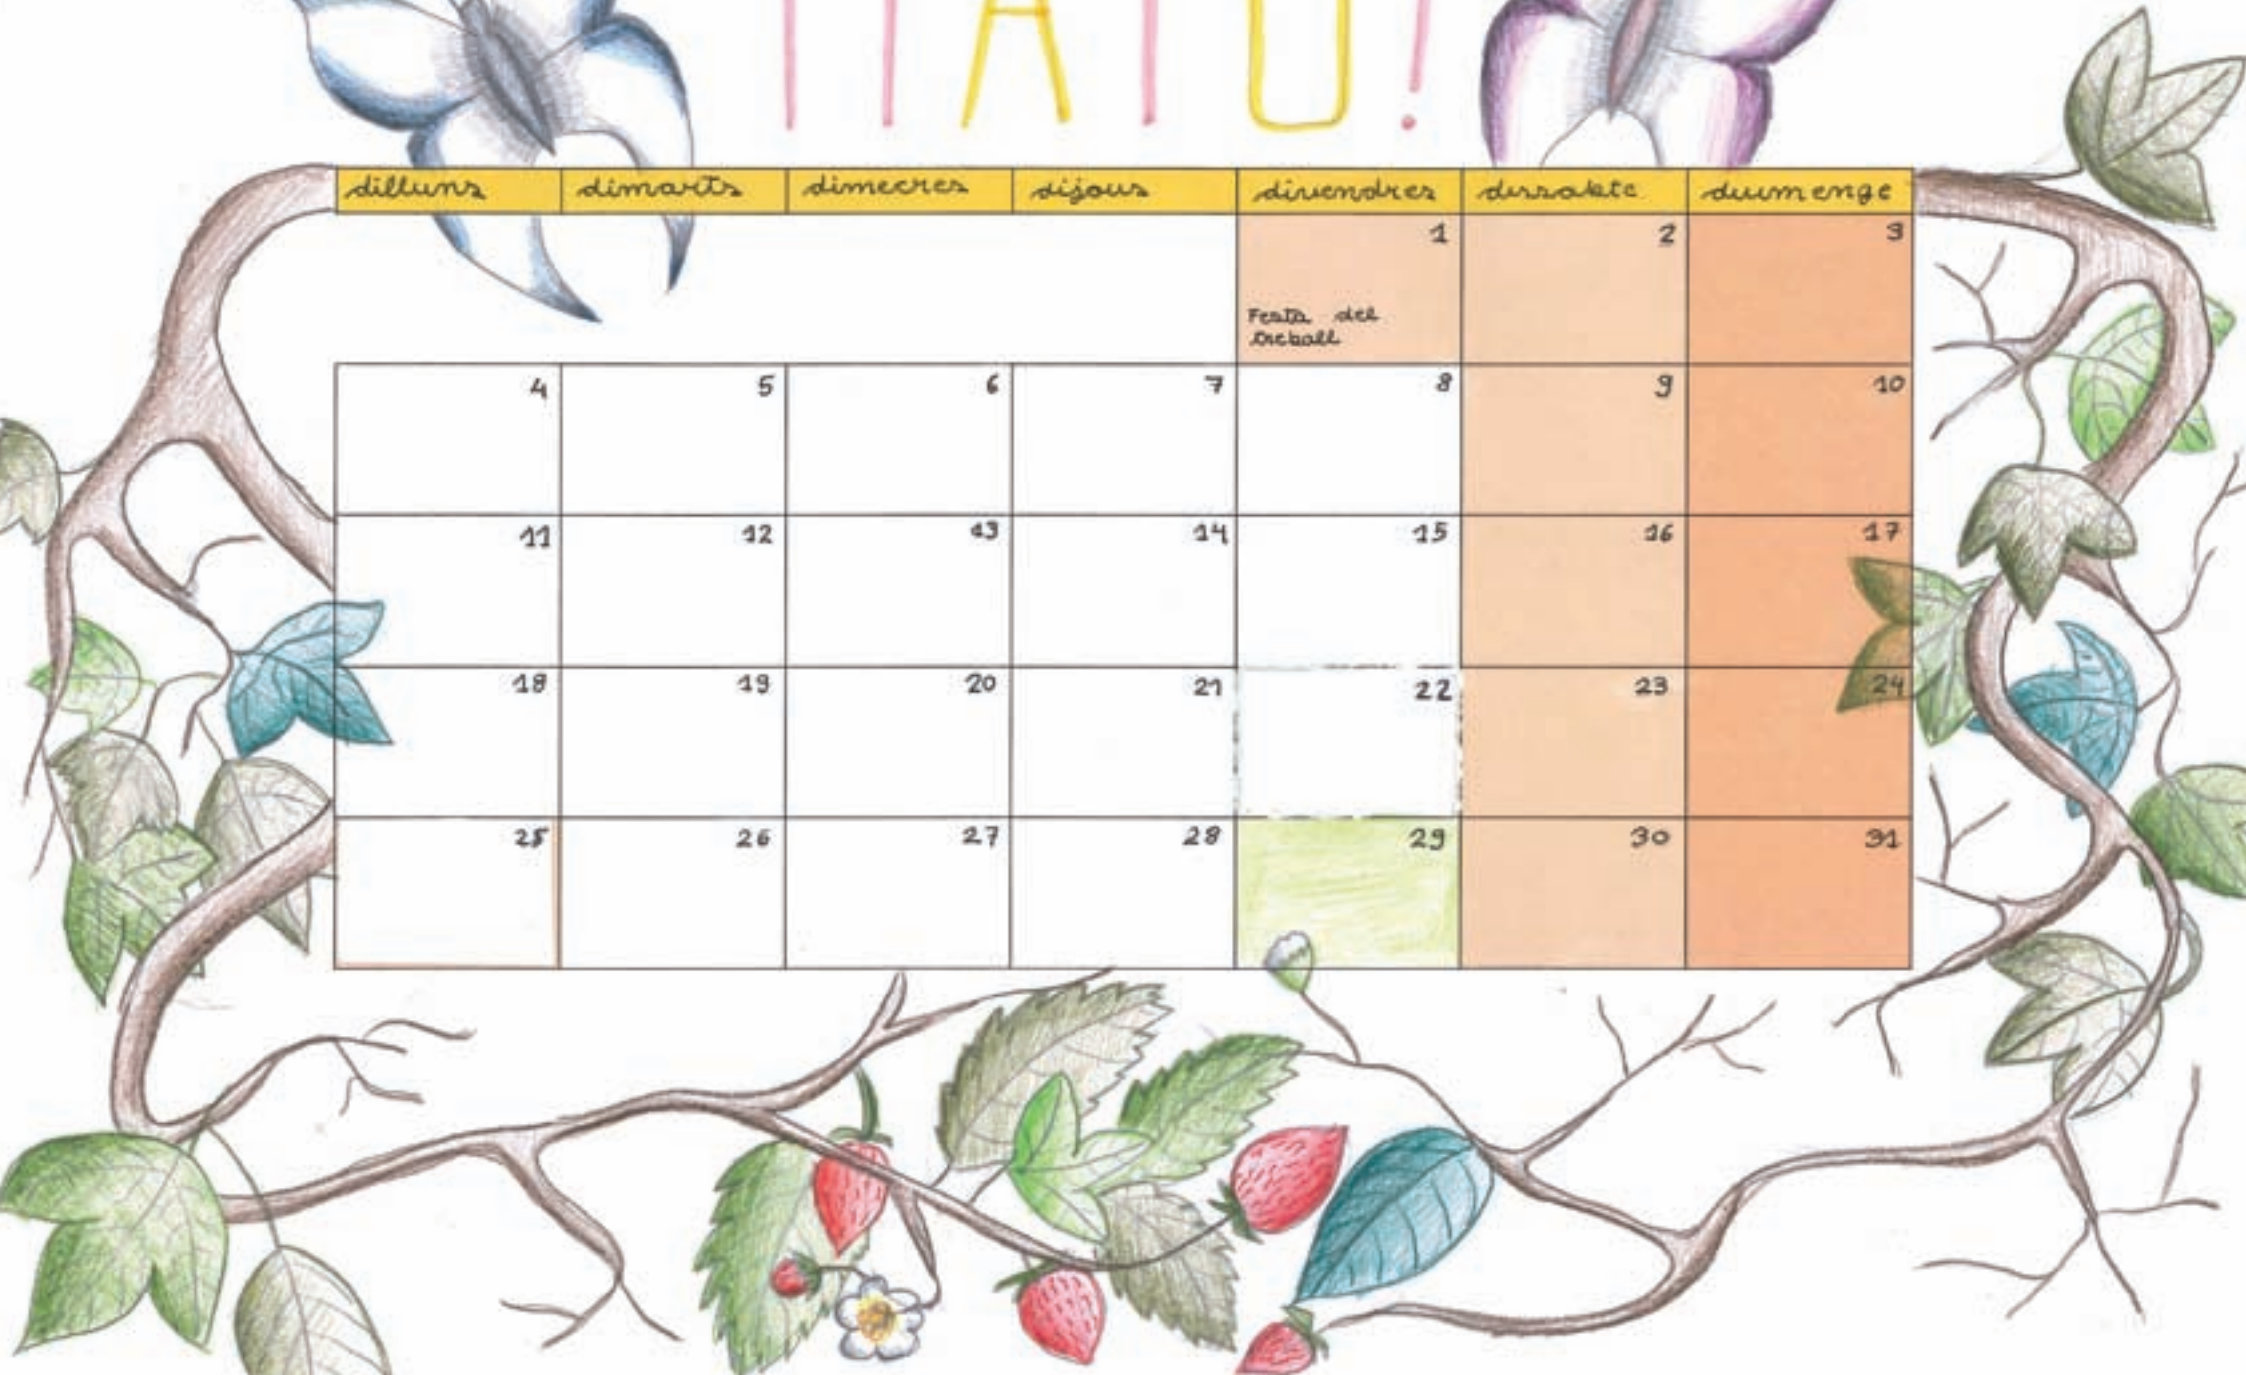 dilluns dimarts dimecres dijous divendres dissabte diumenge
1 2 3
Festa del
treball
4 5 6 7 8 9 10
11 12 13 14 15 16 17
18 19 20 21 22 23 24
25 26 27 28 29 30 31